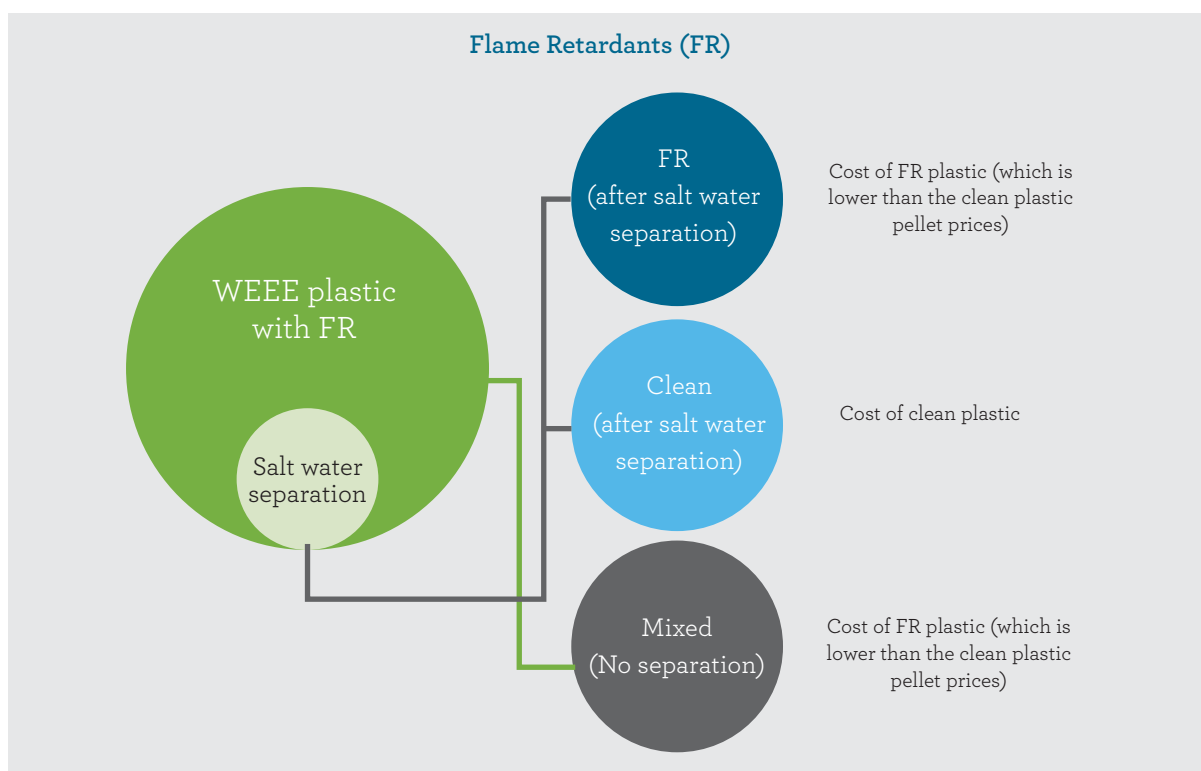 Flame Retardants (FR)
WEEE plastic
with FR
Salt water
separation
FR
(after salt water
separation)
Cost of FR plastic (which is
lower than the clean plastic
pellet prices)
Clean
(after salt water
separation)
Cost of clean plastic
Mixed
(No separation)
Cost of FR plastic (which is
lower than the clean plastic
pellet prices)